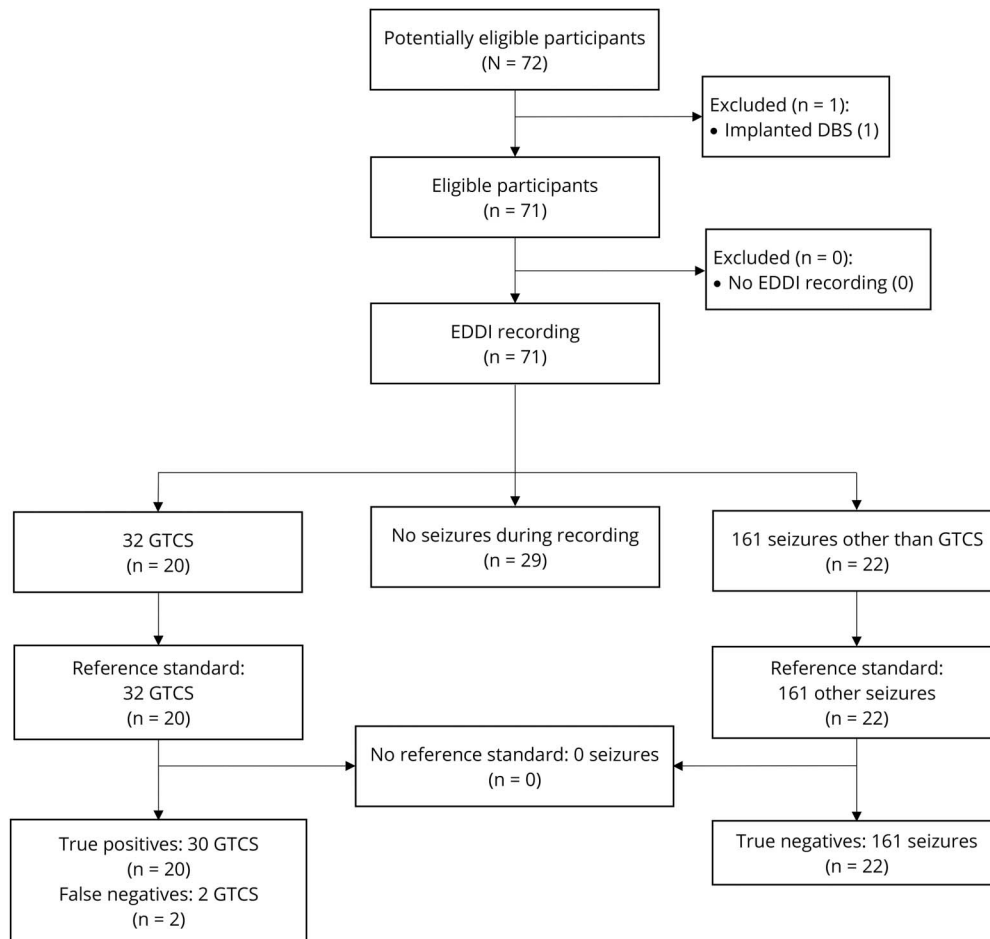 Potentially eligible participants
(N = 72)
Excluded (n = 1):
• Implanted DBS (1)
Eligible participants
(n = 71)
Excluded (n = 0):
• No EDDI recording (0)
EDDI recording
(n = 71)
32 GTCS
(n = 20)
No seizures during recording
(n = 29)
161 seizures other than GTCS
(n = 22)
Reference standard:
32 GTCS
(n = 20)
Reference standard:
161 other seizures
(n = 22)
No reference standard: 0 seizures
(n = 0)
True positives: 30 GTCS
(n = 20)
False negatives: 2 GTCS
(n = 2)
True negatives: 161 seizures
(n = 22)